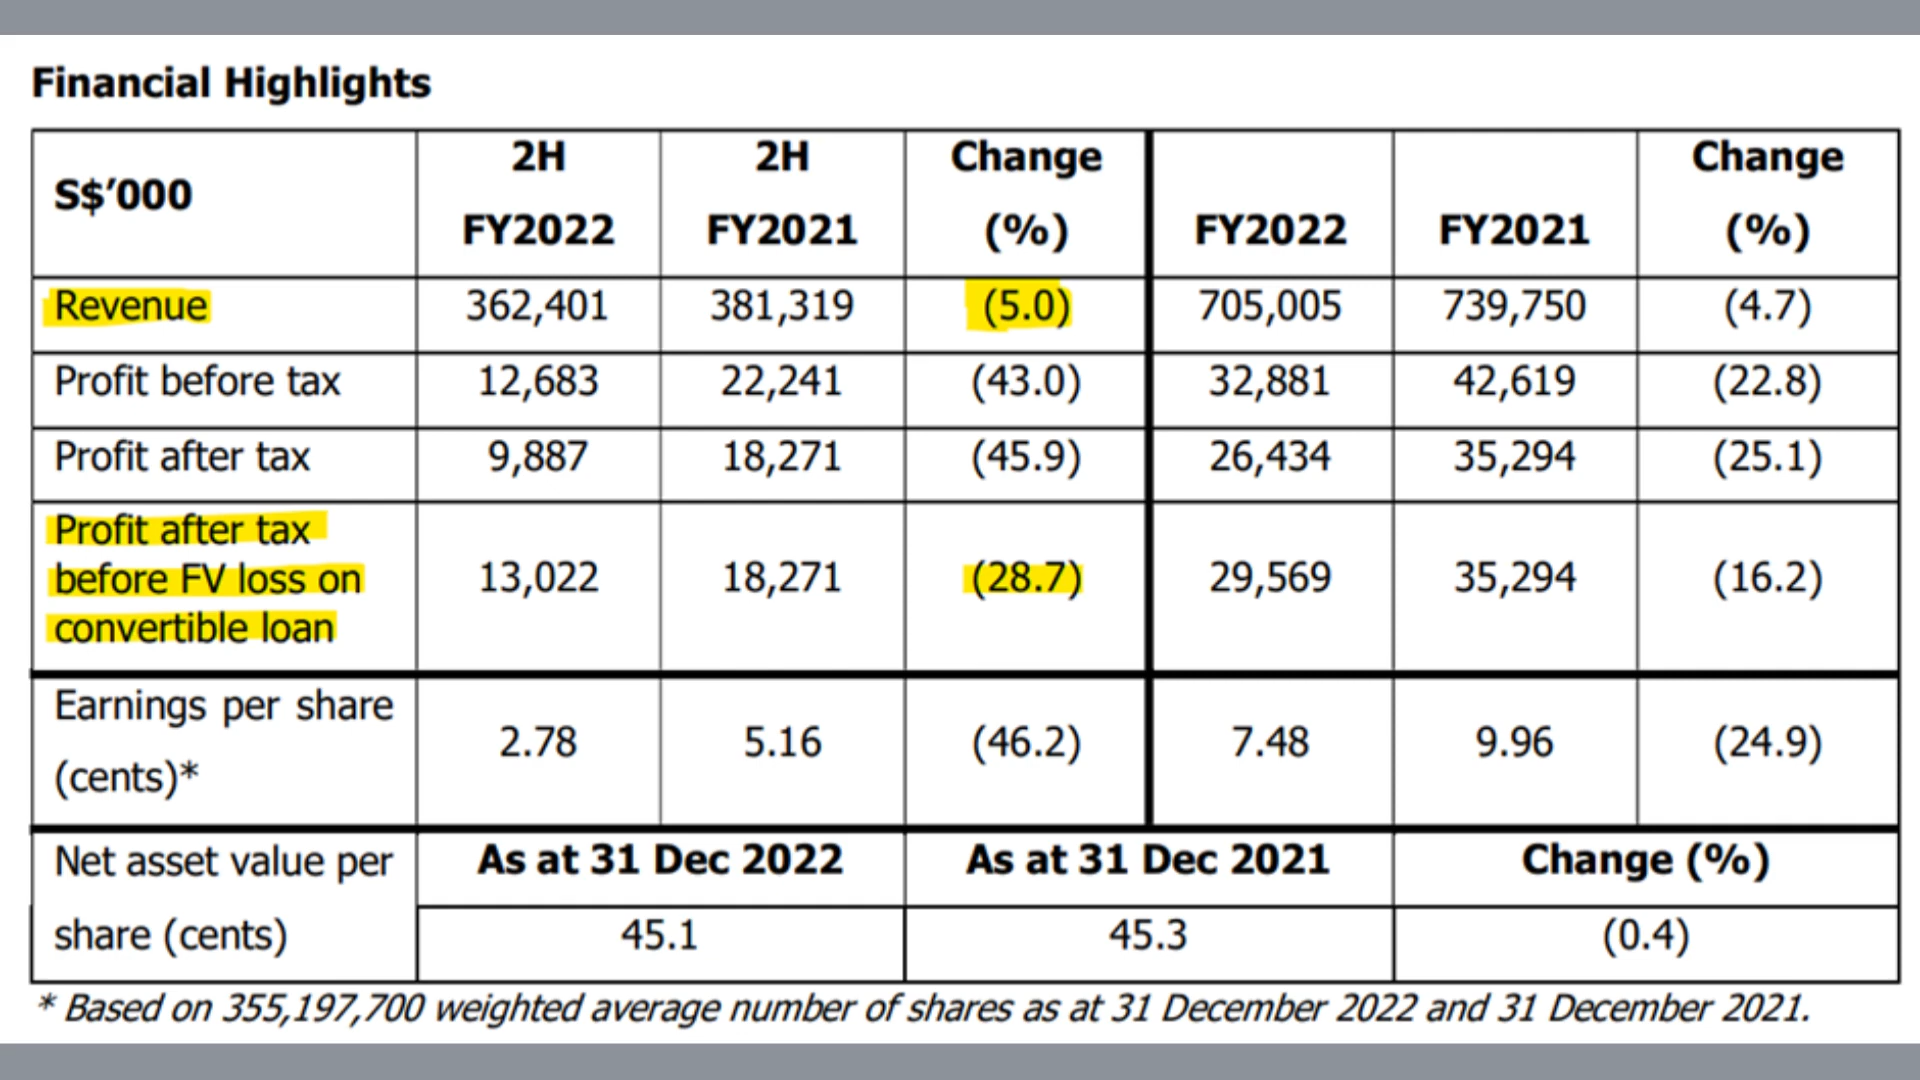 Financial Highlights
S$’000 2H FY2022 2H FY2021 Change (%) FY2022 FY2021 Change (%)
Revenue 362,401 381,319 (5.0) 705,005 739,750 (4.7)
Profit before tax 12,683 22,241 (43.0) 32,881 42,619 (22.8)
Profit after tax 9,887 18,271 (45.9) 26,434 35,294 (25.1)
Profit after tax
before FV loss on
convertible loan 13,022 18,271 (28.7) 29,569 35,294 (16.2)
Earnings per share
(cents)* 2.78 5.16 (46.2) 7.48 9.96 (24.9)
Net asset value per
share (cents) As at 31 Dec 2022 As at 31 Dec 2021 Change (%)
45.1 45.3 (0.4)
* Based on 355,197,700 weighted average number of shares as at 31 December 2022 and 31 December 2021.